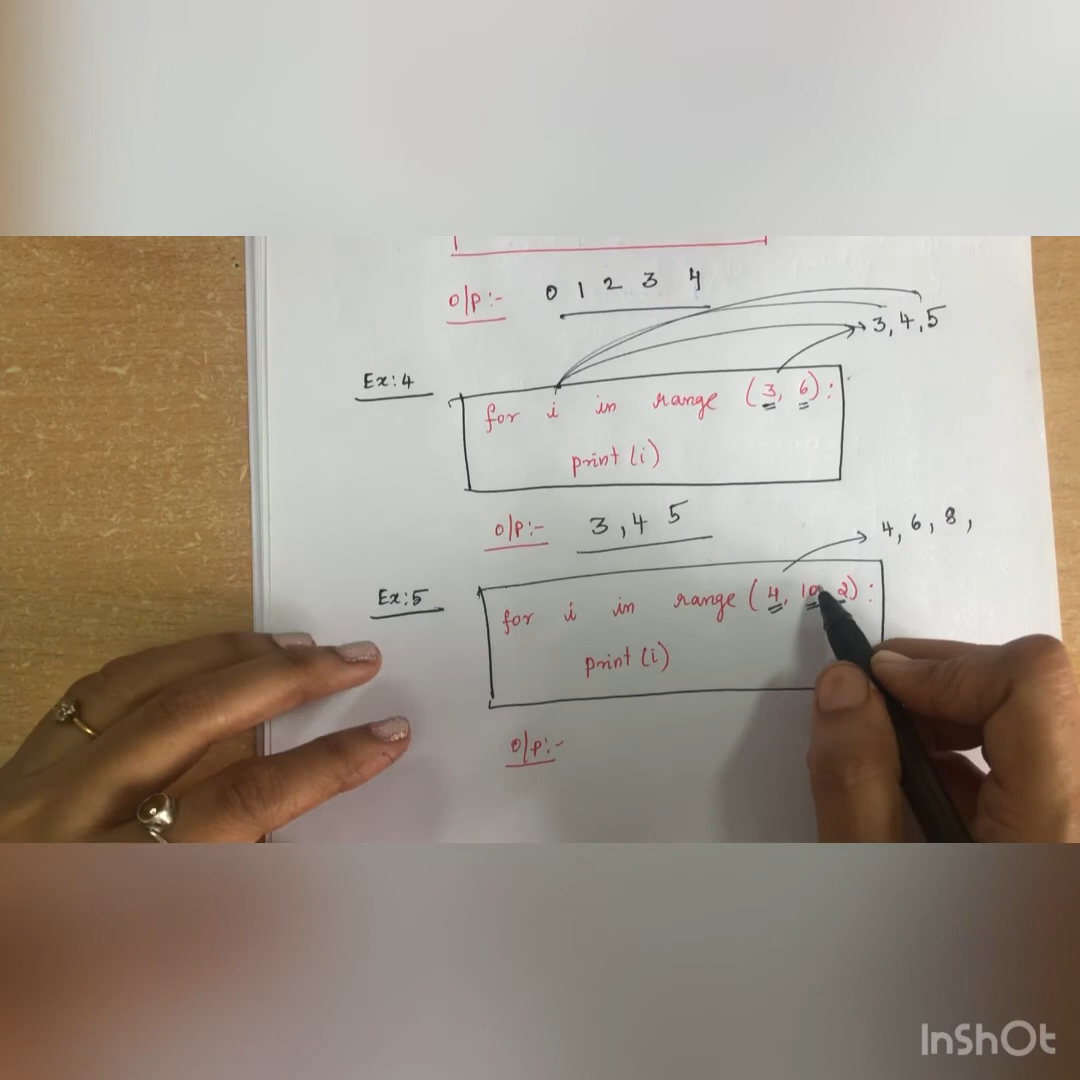 o/p:- 0 1 2 3 4
3, 4, 5
Ex: 4
for i in range (3, 6):
print (i)
o/p:- 3, 4 5
4, 6, 8,
Ex: 5
for i in range (4, 10, 2):
print (i)
o/p:-
InShOt